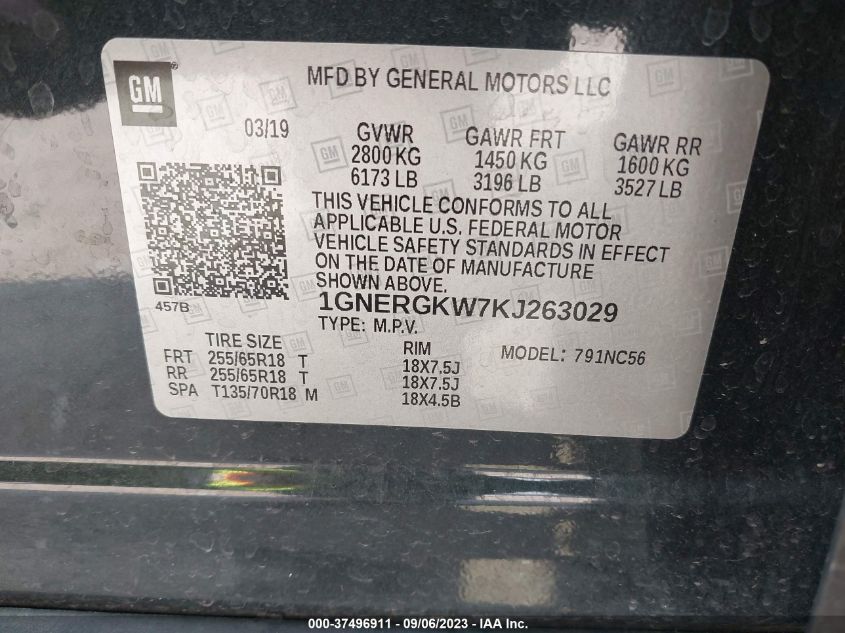 GM
MFD BY GENERAL MOTORS LLC
03/19
GVWR GAWR FRT GAWR RR
2800 KG 1450 KG 1600 KG
6173 LB 3196 LB 3527 LB
THIS VEHICLE CONFORMS TO ALL
APPLICABLE U.S. FEDERAL MOTOR
VEHICLE SAFETY STANDARDS IN EFFECT
ON THE DATE OF MANUFACTURE
SHOWN ABOVE.
457B
1GNERGKW7KJ263029
TYPE: M.P.V.
TIRE SIZE RIM MODEL: 791NC56
FRT 255/65R18 T 18X7.5J
RR 255/65R18 T 18X7.5J
SPA T135/70R18 M 18X4.5B
000-37496911 - 09/06/2023 - IAA Inc.